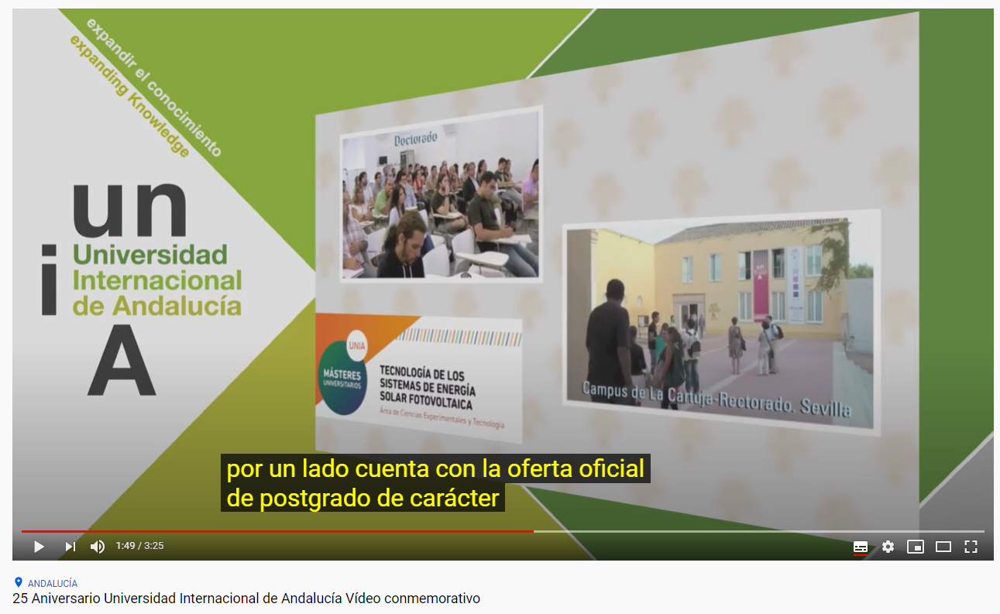 expandir el conocimiento
expanding Knowledge
un
i
A
Universidad
Internacional
de Andalucía
Doctorado
UNIA
MÁSTERES
UNIVERSITARIOS
TECNOLOGÍA DE LOS
SISTEMAS DE ENERGÍA
SOLAR FOTOVOLTAICA
Área de Ciencias Experimentales y Tecnología
un
A
Campus de La Cartuja-Rectorado. Sevilla
por un lado cuenta con la oferta oficial
de postgrado de carácter
1:49 / 3:25
ANDALUCÍA
25 Aniversario Universidad Internacional de Andalucía Vídeo conmemorativo